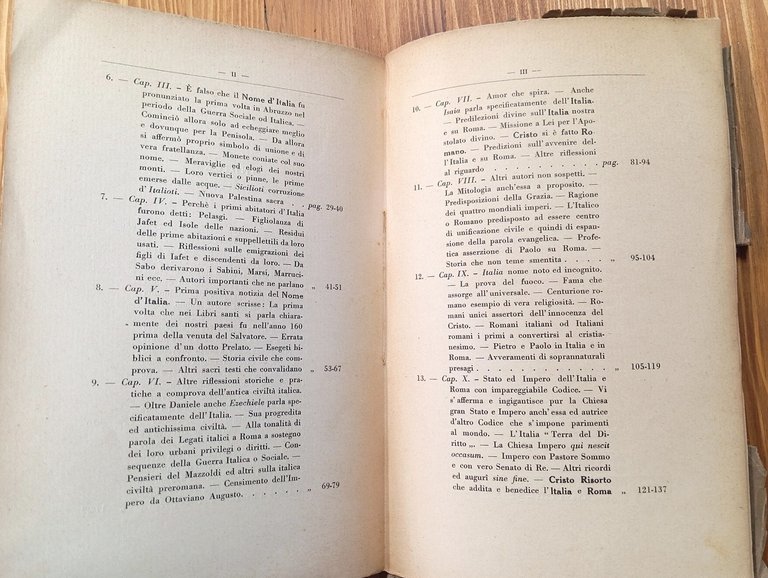 — II —
6. — Cap. III. – È falso che il Nome d'Italia fu
pronunziato la prima volta in Abruzzo nel
periodo della Guerra Sociale od Italica. —
Cominciò allora solo ad echeggiare meglio
e dovunque per la Penisola. — Da allora
si affermò proprio simbolo di unione e di
vera fratellanza. — Monete coniate col suo
nome. — Meraviglie ed elogi dei nostri
monti. — Loro vertici o pinne, le prime
emerse dalle acque. — Sicilioti corruzione
d'Italioti. — Nuova Palestina sacra . . pag. 29-40
7. — Cap. IV. — Perchè i primi abitatori d'Italia
furono detti: Pelasgi. — Figliolanza di
Jafet ed Isole delle nazioni. — Residui
delle prime abitazioni e suppellettili da loro
usati. — Riflessioni sulle emigrazioni dei
figli di Iafet e discendenti da loro. — Da
Sabo derivarono i Sabini, Marsi, Marruci-
ni ecc. — Autori importanti che ne parlano „ 41-51
8. — Cap. V. — Prima positiva notizia del Nome
d'Italia. — Un autore scrisse: La prima
volta che nei Libri santi si parla chiara-
mente dei nostri paesi fu nell'anno 160
prima della venuta del Salvatore. — Errata
opinione d'un dotto Prelato. — Esegeti bi-
blici a confronto. — Storia civile che com-
prova. — Altri sacri testi che convalidano „ 53-67
9. — Cap. VI. — Altre riflessioni storiche e pra-
tiche a comprova dell'antica civiltà italica.
— Oltre Daniele anche Ezechiele parla spe-
cificatamente dell'Italia. — Sua progredita
ed antichissima civiltà. — Alla tonalità di
parola dei Legati italici a Roma a sostegno
dei loro urbani privilegi o diritti. — Con-
seguenze della Guerra Italica o Sociale. —
Pensieri del Mazzoldi ed altri sulla italica
civiltà preromana. — Censimento dell'Im-
pero da Ottaviano Augusto. . . . . . . „ 69-79
— III —
10. — Cap. VII. — Amor che spira. — Anche
Isaia parla specificatamente dell'Italia. —
Predilezioni divine sull'Italia nostra
e su Roma. — Missione a Lei per l'Apo-
stolato divino. — Cristo si è fatto Ro-
mano. — Predizioni sull'avvenire del-
l'Italia e su Roma. — Altre riflessioni
al riguardo . . . . . . . . . . . . pag. 81-94
11. — Cap. VIII. — Altri autori non sospetti. —
La Mitologia anch'essa a proposito. — Pre-
disposizioni della Grazia. — Ragione
dei quattro mondiali imperi. — L'Italico
o Romano predisposto ad essere centro
di unificazione civile e quindi di espan-
sione della parola evangelica. — Profe-
tica asserzione di Paolo su Roma. —
Storia che non teme smentita . . . . . „ 95-104
12. — Cap. IX. — Italia nome noto ed incognito.
— La prova del fuoco. — Fama che
assorge all'universale. — Centurione ro-
mano esempio di vera religiosità. — Ro-
mani unici assertori dell'innocenza del
Cristo. — Romani italiani od Italiani
romani i primi a convertirsi al cristia-
nesimo. — Pietro e Paolo in Italia e in
Roma. — Avveramenti di soprannaturali
presagi . . . . . . . . . . . . . „ 105-119
13. — Cap. X. — Stato ed Impero dell'Italia e
Roma con impareggiabile Codice. — Vi
s'afferma e ingigantisce pur la Chiesa
gran Stato e Impero anch'essa ed autrice
d'altro Codice che s'impone parimenti
al mondo. — L'Italia “Terra del Di-
ritto„. — La Chiesa Impero qui nescit
occasum. — Impero con Pastore Sommo
e con vero Senato di Re. — Altri ricordi
ed augurî sine fine. — Cristo Risorto
che addita e benedice l'Italia e Roma „ 121-137